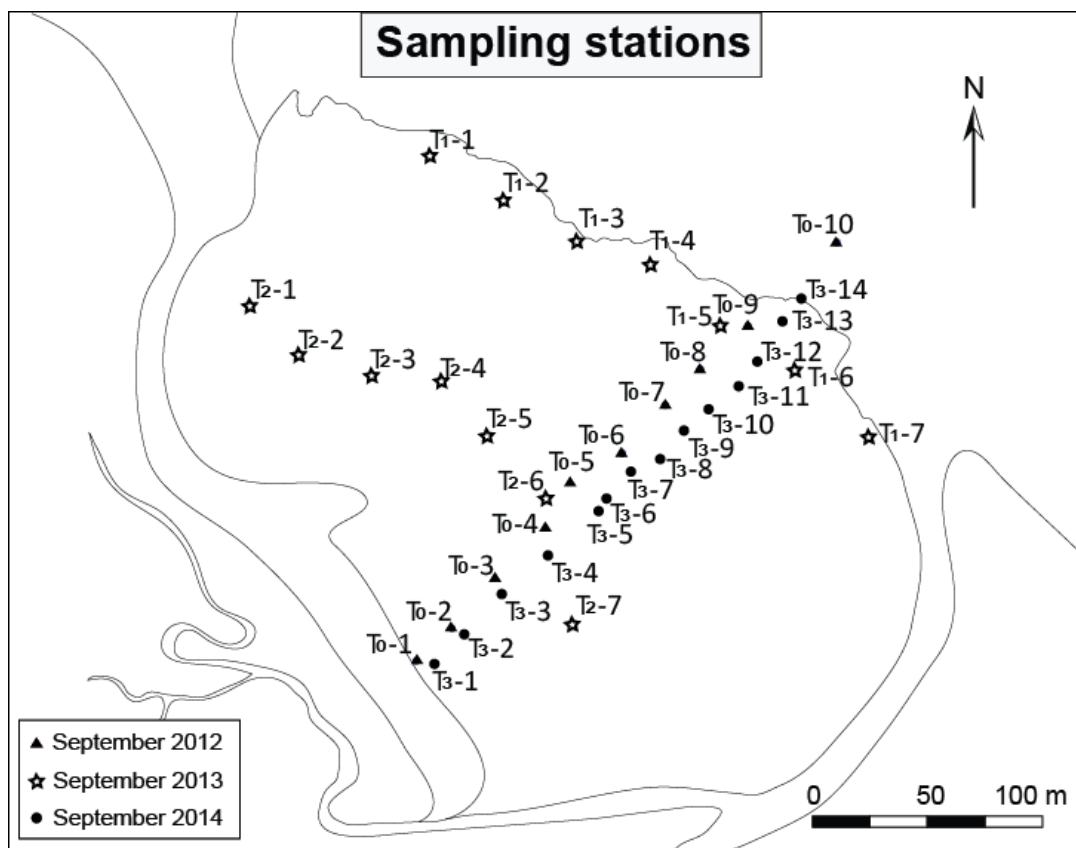 Sampling stations
N
T1-1
T1-2
T1-3
T0-10
T1-4
T2-1
T0-9
T3-14
T1-5
T3-13
T2-2
T0-8
T3-12
T2-3
T2-4
T1-6
T3-11
T0-7
T3-10
T2-5
T1-7
T0-6
T3-9
T0-5
T3-8
T2-6
T3-7
T3-6
T0-4
T3-5
T0-3
T3-4
T0-2
T3-3
T2-7
T0-1
T3-2
T3-1
September 2012
September 2013
September 2014
0 50 100 m